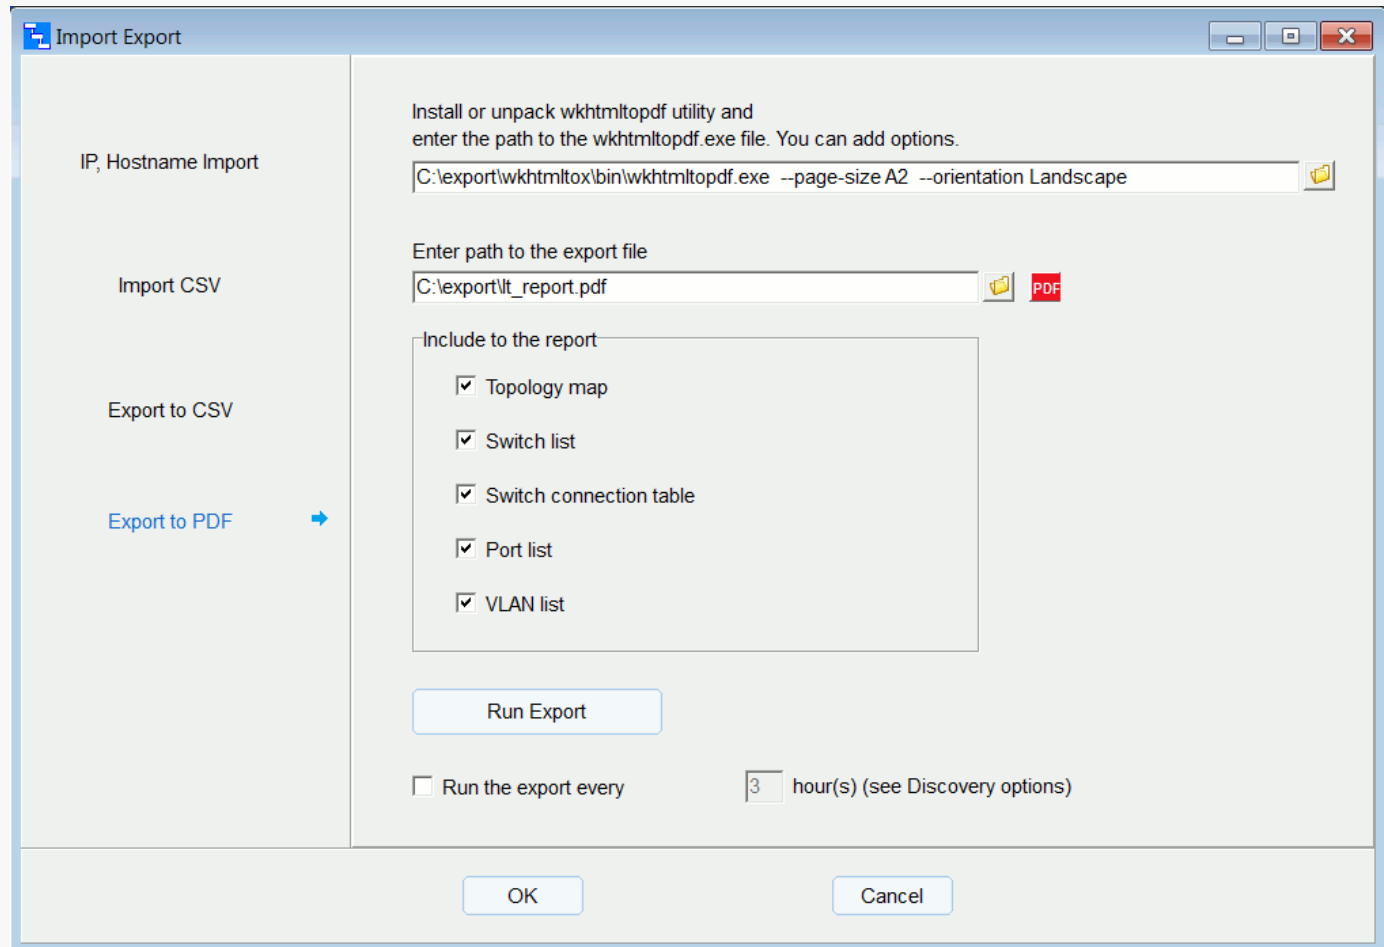 Import Export
IP, Hostname Import
Import CSV
Export to CSV
Export to PDF
Install or unpack wkhtmltopdf utility and
enter the path to the wkhtmltopdf.exe file. You can add options.
C:\export\wkhtmltox\bin\wkhtmltopdf.exe  --page-size A2  --orientation Landscape
Enter path to the export file
C:\export\lt_report.pdf
PDF
Include to the report
Topology map
Switch list
Switch connection table
Port list
VLAN list
Run Export
Run the export every 3 hour(s) (see Discovery options)
OK
Cancel